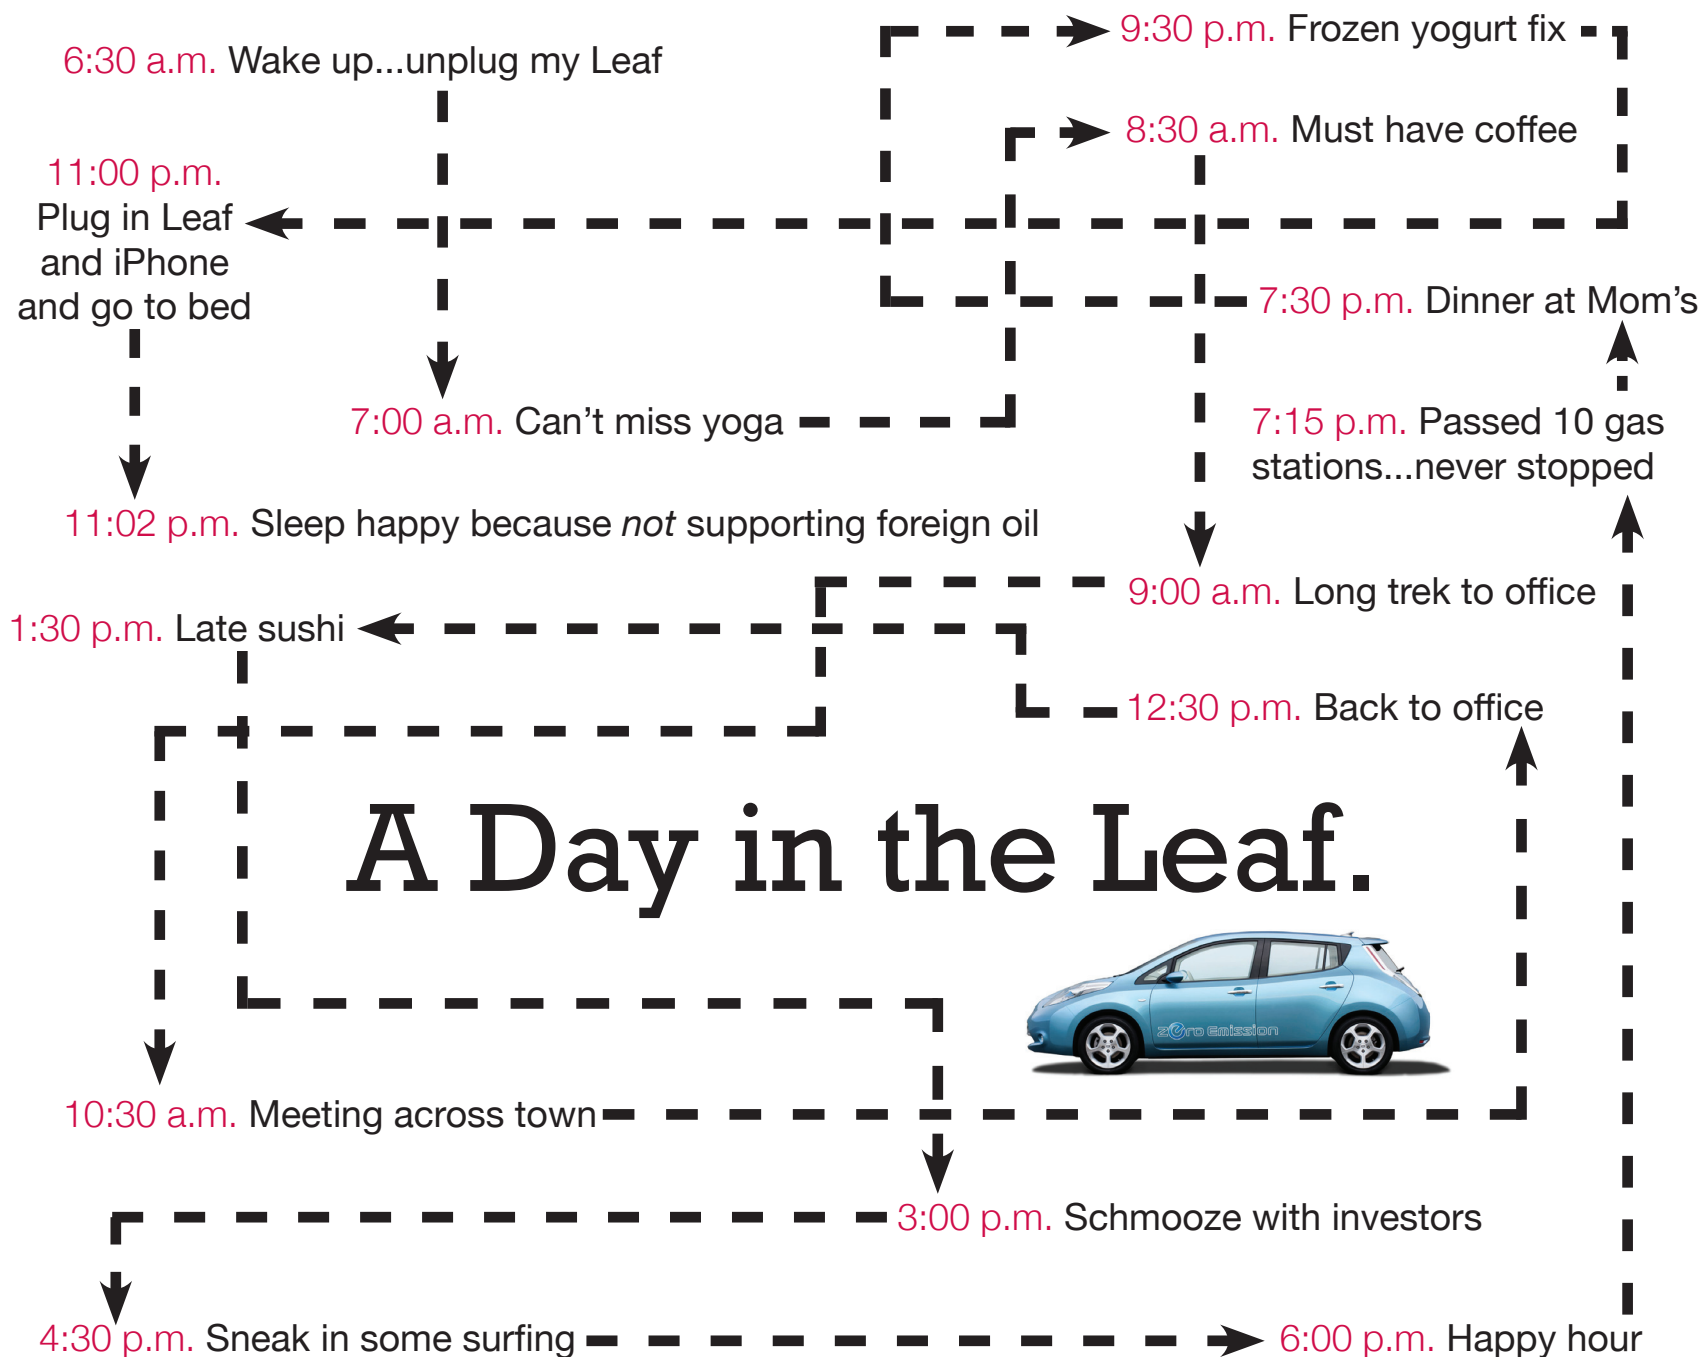 6:30 a.m. Wake up...unplug my Leaf
9:30 p.m. Frozen yogurt fix
8:30 a.m. Must have coffee
11:00 p.m.
Plug in Leaf
and iPhone
and go to bed
7:30 p.m. Dinner at Mom’s
7:00 a.m. Can’t miss yoga
7:15 p.m. Passed 10 gas
stations...never stopped
11:02 p.m. Sleep happy because not supporting foreign oil
9:00 a.m. Long trek to office
1:30 p.m. Late sushi
12:30 p.m. Back to office
A Day in the Leaf.
zero Emission
10:30 a.m. Meeting across town
3:00 p.m. Schmooze with investors
4:30 p.m. Sneak in some surfing
6:00 p.m. Happy hour